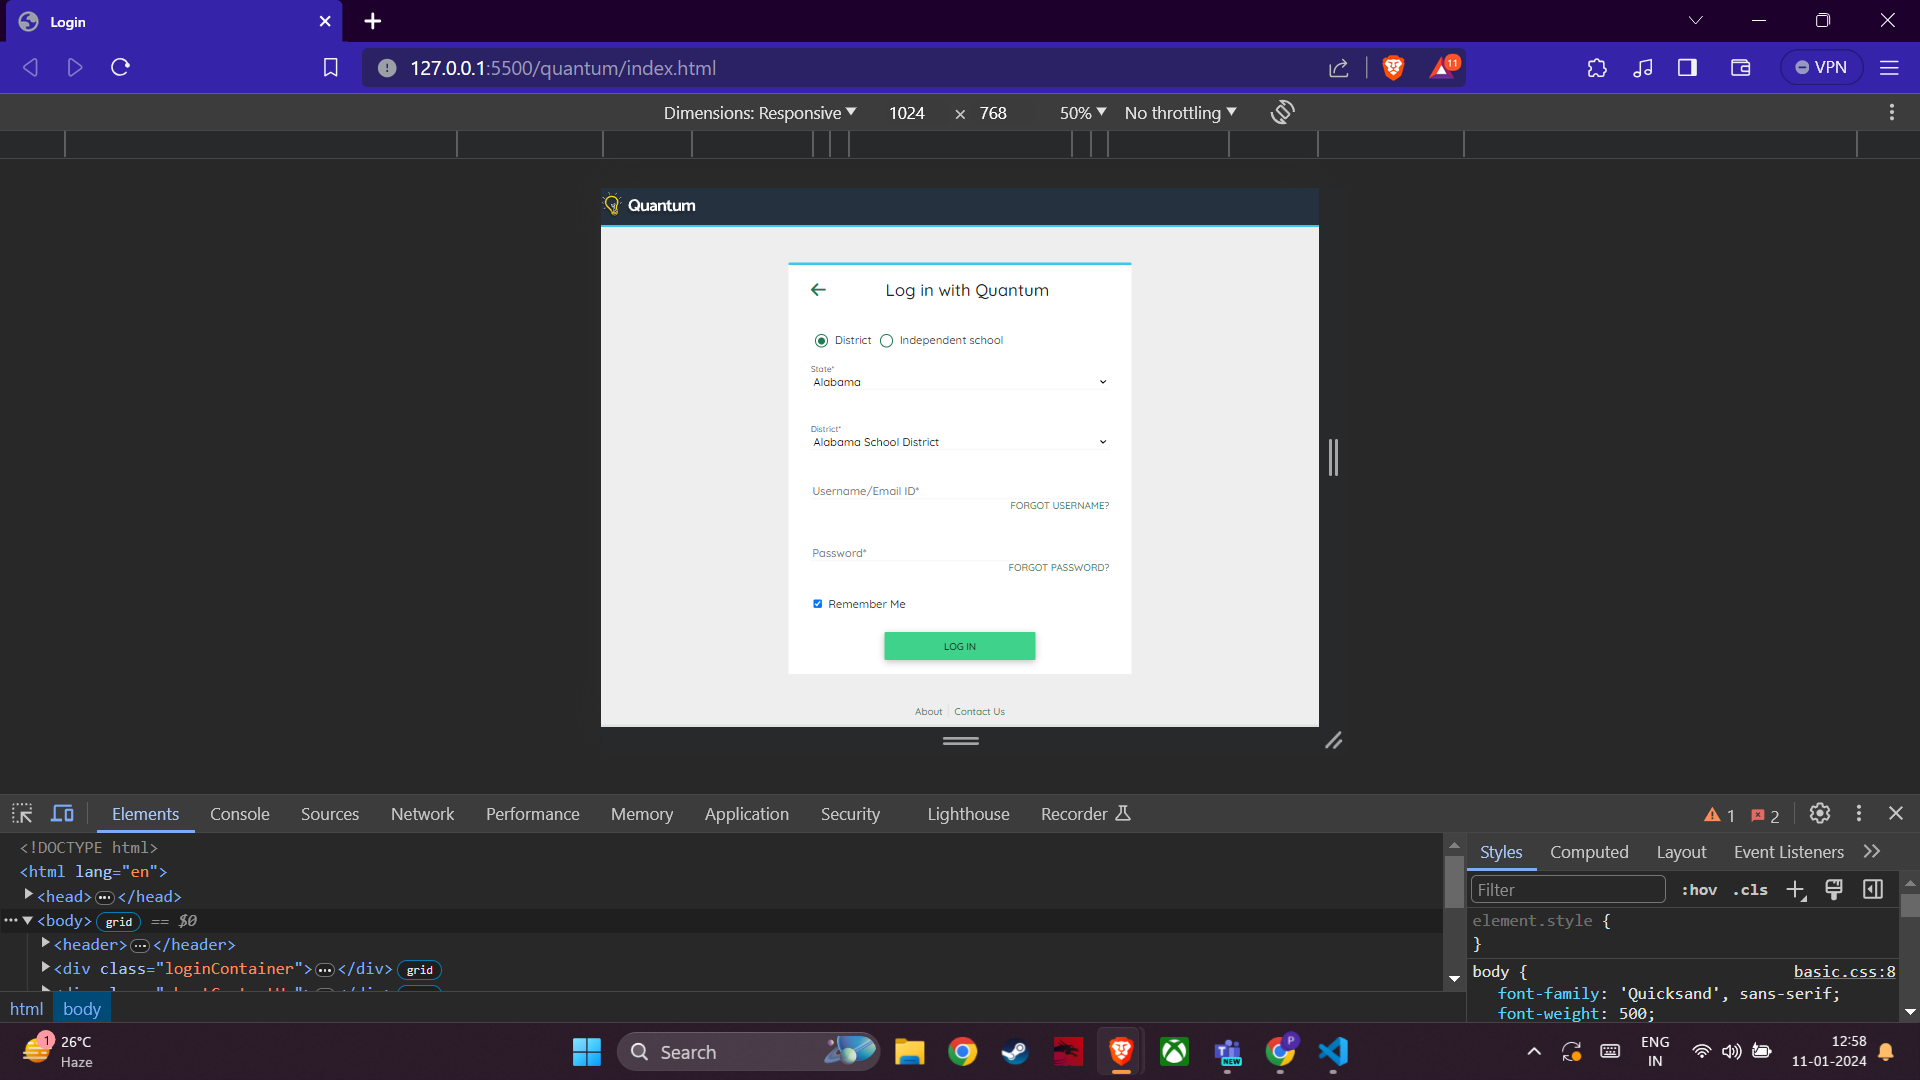 Login
127.0.0.1:5500/quantum/index.html
11
VPN
Dimensions: Responsive 1024 × 768 50% No throttling
Quantum
Log in with Quantum
District Independent school
State*
Alabama
District*
Alabama School District
Username/Email ID*
FORGOT USERNAME?
Password*
FORGOT PASSWORD?
Remember Me
LOG IN
About Contact Us
Elements Console Sources Network Performance Memory Application Security Lighthouse Recorder 1 2
<!DOCTYPE html>
<html lang="en">
<head> ••• </head>
••• <body> grid == $0
<header> ••• </header>
<div class="loginContainer"> ••• </div> grid
html body
Styles Computed Layout Event Listeners
Filter :hov .cls
element.style {
}
body { basic.css:8
font-family: 'Quicksand', sans-serif;
font-weight: 500;
1
26°C
Haze
Search
NEW
P
ENG
IN
12:58
11-01-2024